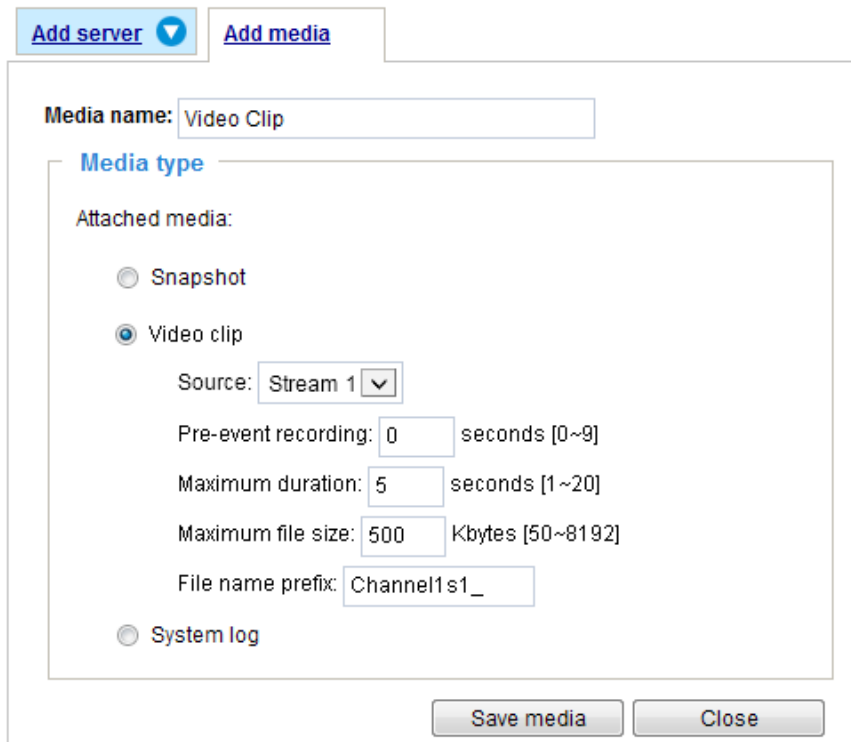 Add server Add media
Media name: Video Clip
Media type
Attached media:
Snapshot
Video clip
Source: Stream 1
Pre-event recording: 0 seconds [0~9]
Maximum duration: 5 seconds [1~20]
Maximum file size: 500 Kbytes [50~8192]
File name prefix: Channel1s1_
System log
Save media Close